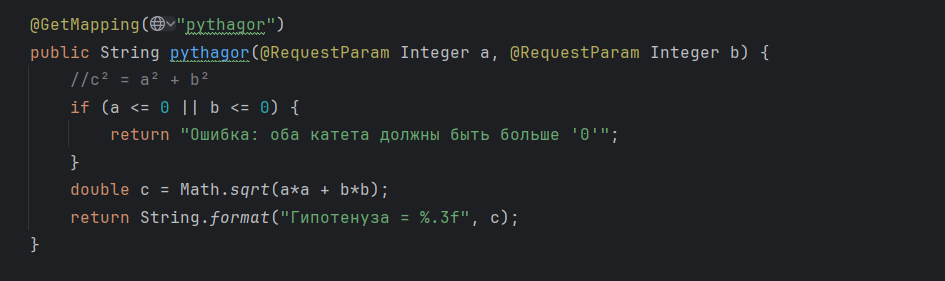 @GetMapping("pythagor")
public String pythagor(@RequestParam Integer a, @RequestParam Integer b) {
//c² = a² + b²
if (a <= 0 || b <= 0) {
return "Ошибка: оба катета должны быть больше '0'";
}
double c = Math.sqrt(a*a + b*b);
return String.format("Гипотенуза = %.3f", c);
}